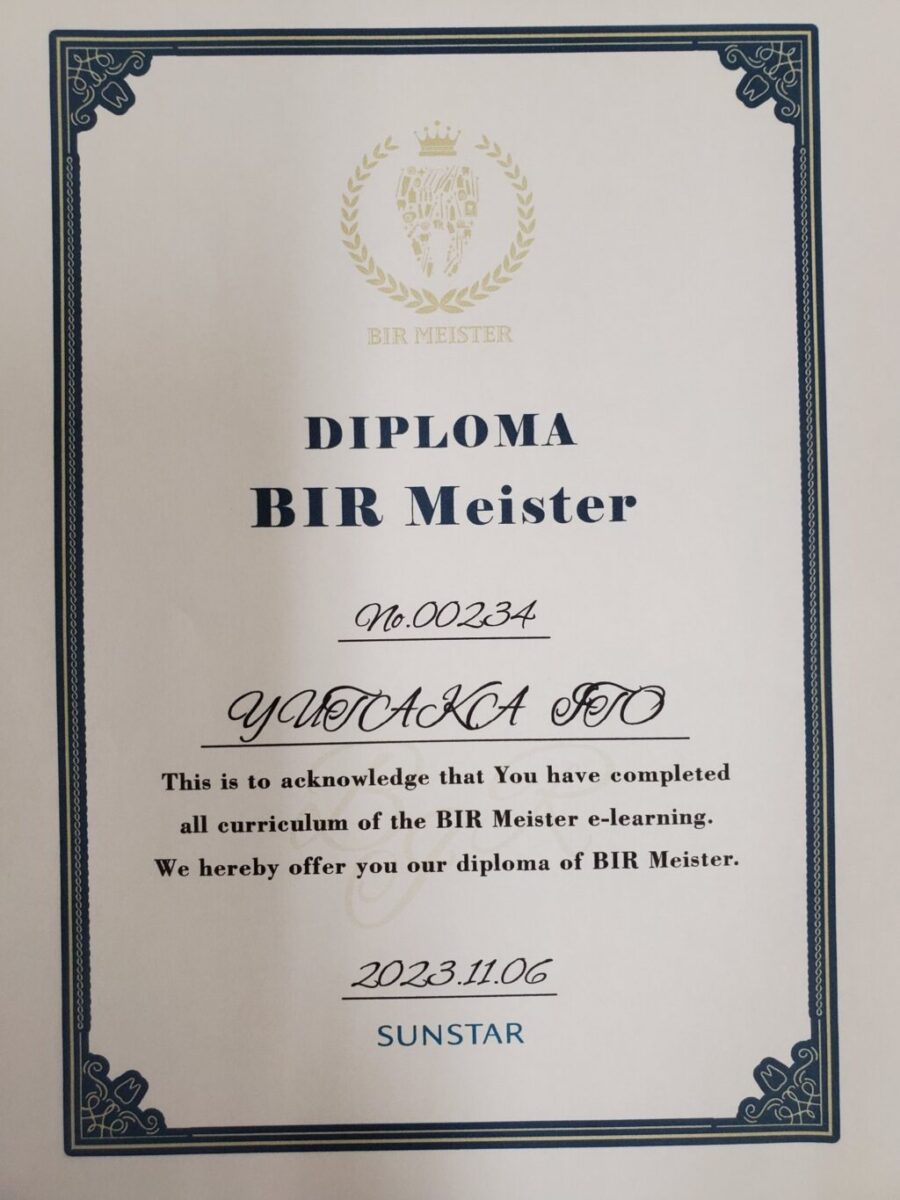 BIR MEISTER
DIPLOMA
BIR Meister
No.00234
YUTAKA ITO
This is to acknowledge that You have completed
all curriculum of the BIR Meister e-learning.
We hereby offer you our diploma of BIR Meister.
2023.11.06
SUNSTAR